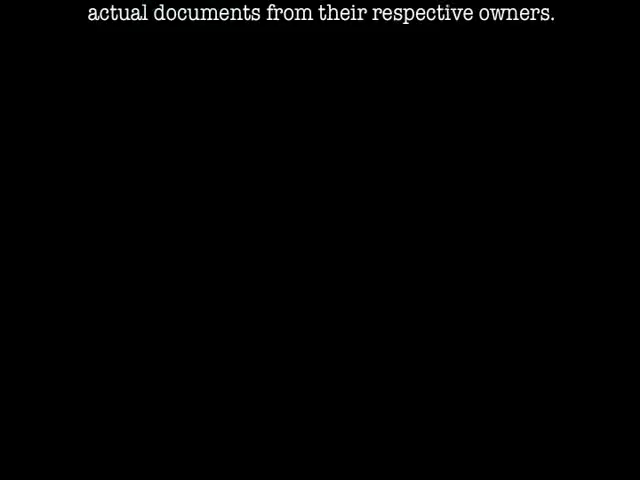 actual documents from their respective owners.